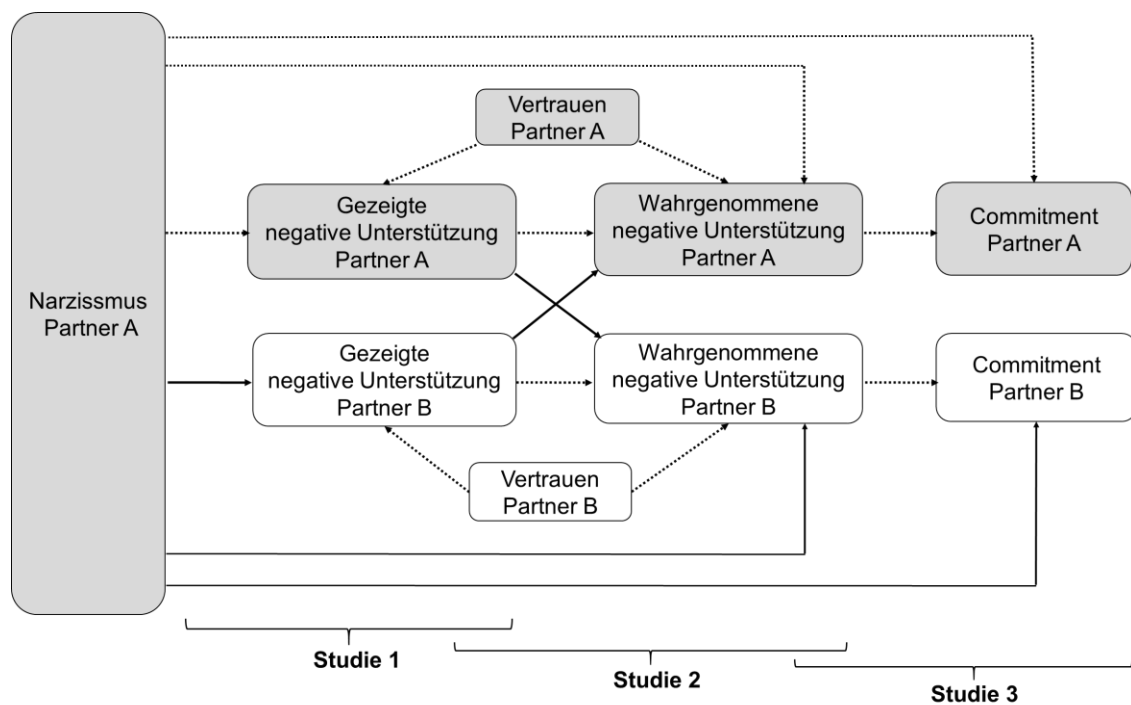 Vertrauen
Partner A
Gezeigte
negative Unterstützung
Partner A
Wahrgenommene
negative Unterstützung
Partner A
Commitment
Partner A
Narzissmus
Partner A
Gezeigte
negative Unterstützung
Partner B
Wahrgenommene
negative Unterstützung
Partner B
Commitment
Partner B
Vertrauen
Partner B
Studie 1
Studie 2
Studie 3